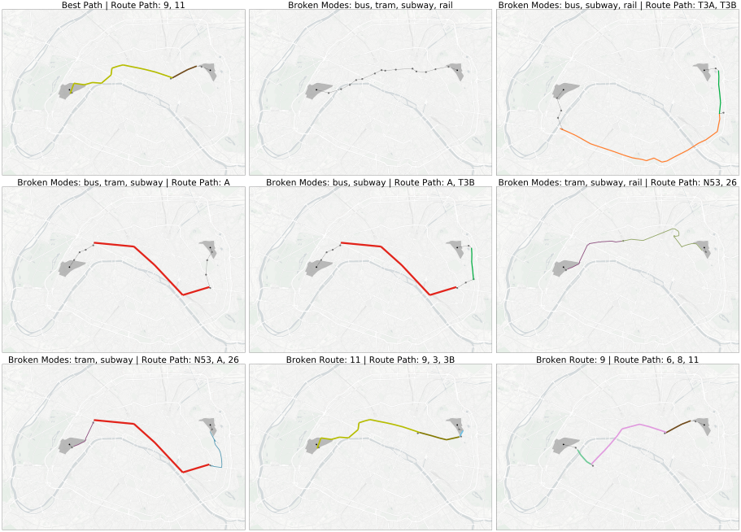 Best Path | Route Path: 9, 11
Broken Modes: bus, tram, subway, rail
Broken Modes: bus, subway, rail | Route Path: T3A, T3B
Broken Modes: bus, tram, subway | Route Path: A
Broken Modes: bus, subway | Route Path: A, T3B
Broken Modes: tram, subway, rail | Route Path: N53, 26
Broken Modes: tram, subway | Route Path: N53, A, 26
Broken Route: 11 | Route Path: 9, 3, 3B
Broken Route: 9 | Route Path: 6, 8, 11